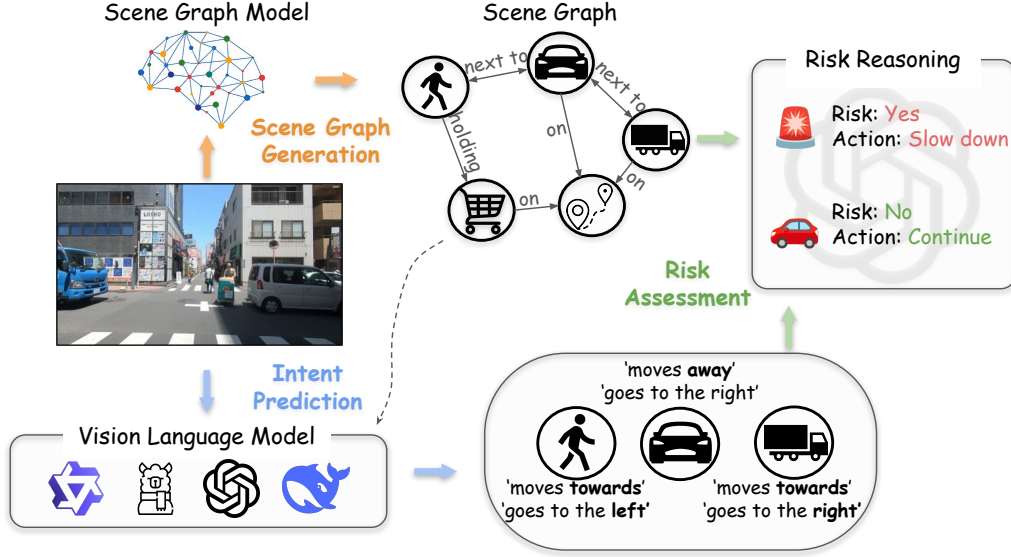 Scene Graph Model
Scene Graph
Risk Reasoning
next to
next to
holding
on
on
on
Scene Graph
Generation
Risk: Yes
Action: Slow down
Risk: No
Action: Continue
Risk
Assessment
Intent
Prediction
Vision Language Model
'moves away'
'goes to the right'
'moves towards'
'goes to the left'
'moves towards'
'goes to the right'